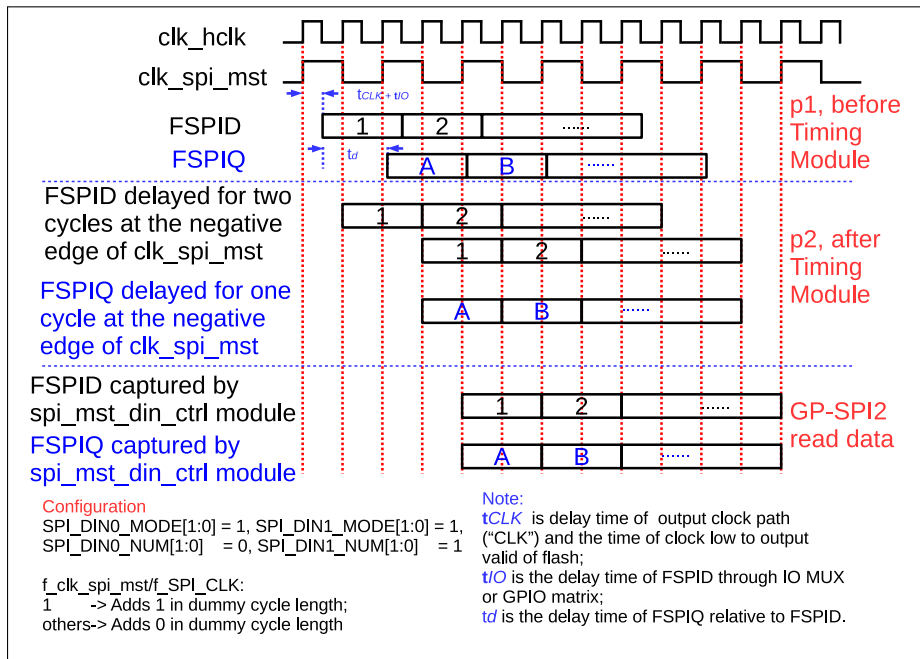 clk_hclk
clk_spi_mst
tCLK + tIO
FSPID
1 2 ......
FSPIQ
td
A B ......
p1, before
Timing
Module
FSPID delayed for two
cycles at the negative
edge of clk_spi_mst
1 2 ......
1 2 ......
FSPIQ delayed for one
cycle at the negative
edge of clk_spi_mst
A B ......
p2, after
Timing
Module
FSPID captured by
spi_mst_din_ctrl module
1 2 ......
FSPIQ captured by
spi_mst_din_ctrl module
A B ......
GP-SPI2
read data
Configuration
SPI_DIN0_MODE[1:0] = 1, SPI_DIN1_MODE[1:0] = 1,
SPI_DIN0_NUM[1:0] = 0, SPI_DIN1_NUM[1:0] = 1
f_clk_spi_mst/f_SPI_CLK:
1 -> Adds 1 in dummy cycle length;
others-> Adds 0 in dummy cycle length
Note:
tCLK is delay time of output clock path
("CLK") and the time of clock low to output
valid of flash;
tIO is the delay time of FSPID through IO MUX
or GPIO matrix;
td is the delay time of FSPIQ relative to FSPID.